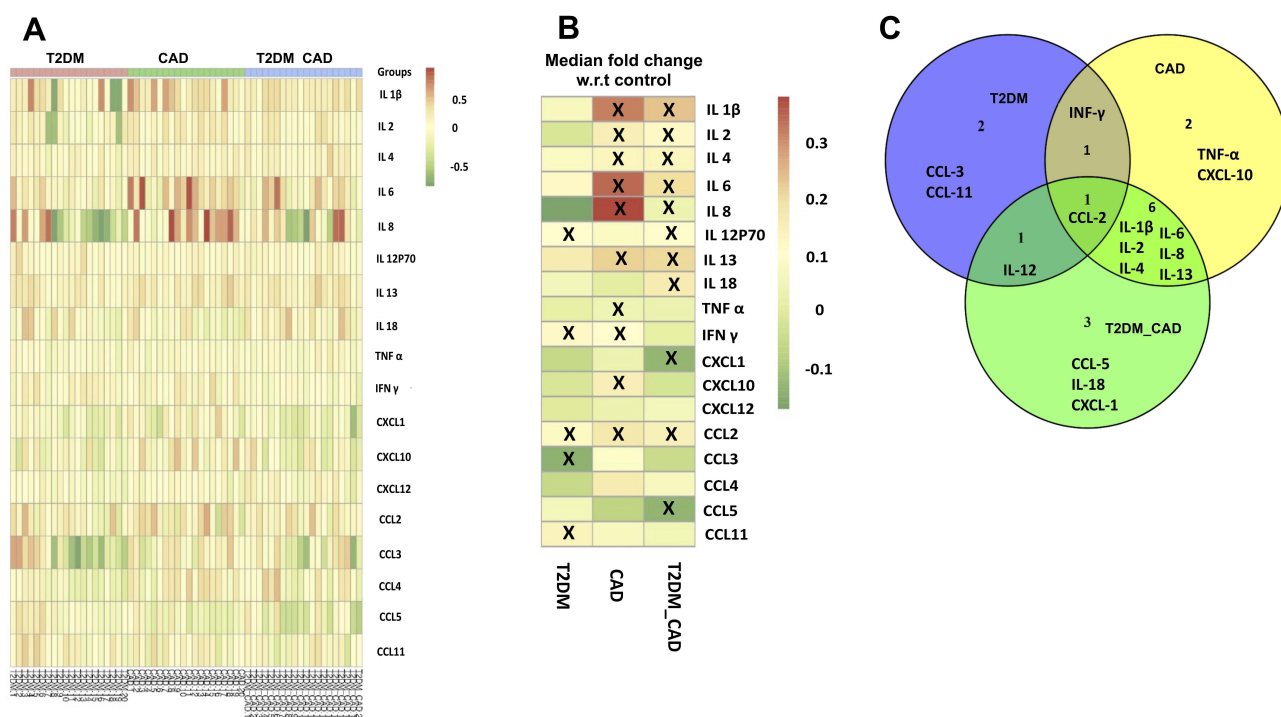 A
T2DM
CAD
T2DM CAD
Groups
0.5
0
-0.5
IL 1β
IL 2
IL 4
IL 6
IL 8
IL 12P70
IL 13
IL 18
TNF α
IFN γ
CXCL1
CXCL10
CXCL12
CCL2
CCL3
CCL4
CCL5
CCL11
B
Median fold change
w.r.t control
X X IL 1β
X X IL 2
X X IL 4
X X IL 6
X X IL 8
X X IL 12P70
X X IL 13
X IL 18
X TNF α
X X IFN γ
X CXCL1
X CXCL10
CXCL12
X X X CCL2
X CCL3
CCL4
X CCL5
X CCL11
T2DM
CAD
T2DM_CAD
0.3
0.2
0.1
0
-0.1
C
T2DM
2
CCL-3
CCL-11
INF-γ
1
CAD
2
TNF-α
CXCL-10
1
CCL-2
6
IL-1β IL-6
IL-2 IL-8
IL-4 IL-13
1
IL-12
3 T2DM_CAD
CCL-5
IL-18
CXCL-1